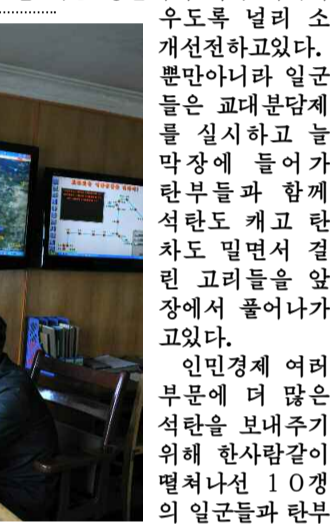 우도록 널리 소
개선전하고있다.
뿐만아니라 일군
들은 교대분담제
를 실시하고 늘
막장에 들어가
탄부들과 함께
석탄도 캐고 탄
차도 밀면서 걸
린 고리들을 앞
장에서 풀어나가
고있다.
인민경제 여러
부문에 더 많은
석탄을 보내주기
위해 한사람같이
떨쳐나선 10갱
의 일군들과 탄부